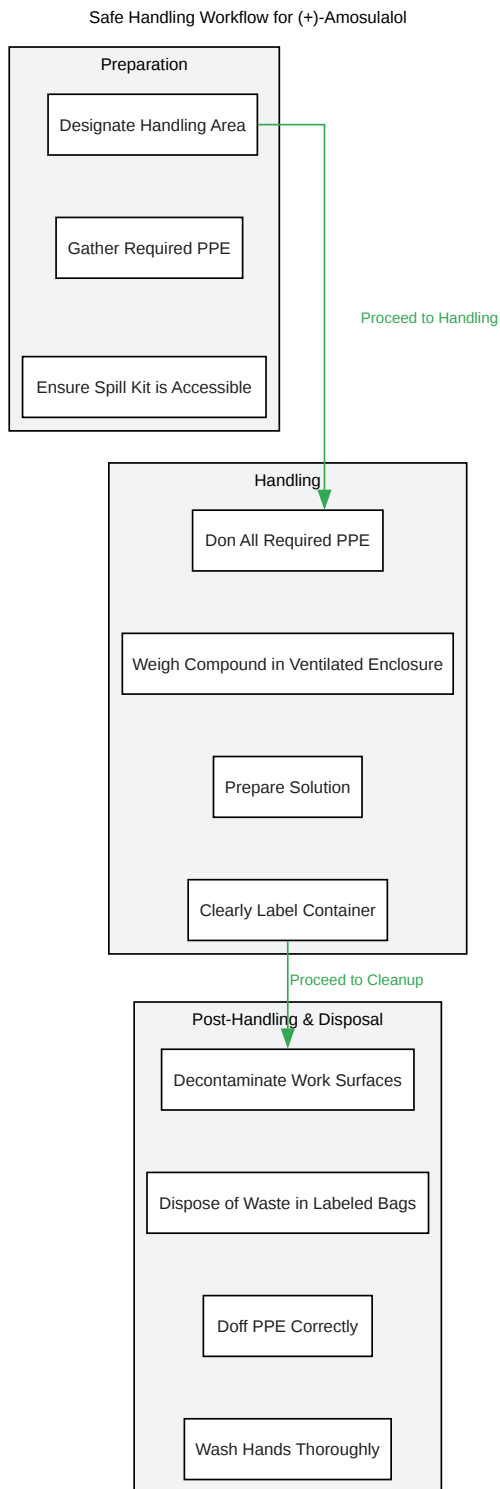 Safe Handling Workflow for (+)-Amosulalol
Preparation
Designate Handling Area
Gather Required PPE
Proceed to Handling
Ensure Spill Kit is Accessible
Handling
Don All Required PPE
Weigh Compound in Ventilated Enclosure
Prepare Solution
Clearly Label Container
Proceed to Cleanup
Post-Handling & Disposal
Decontaminate Work Surfaces
Dispose of Waste in Labeled Bags
Doff PPE Correctly
Wash Hands Thoroughly